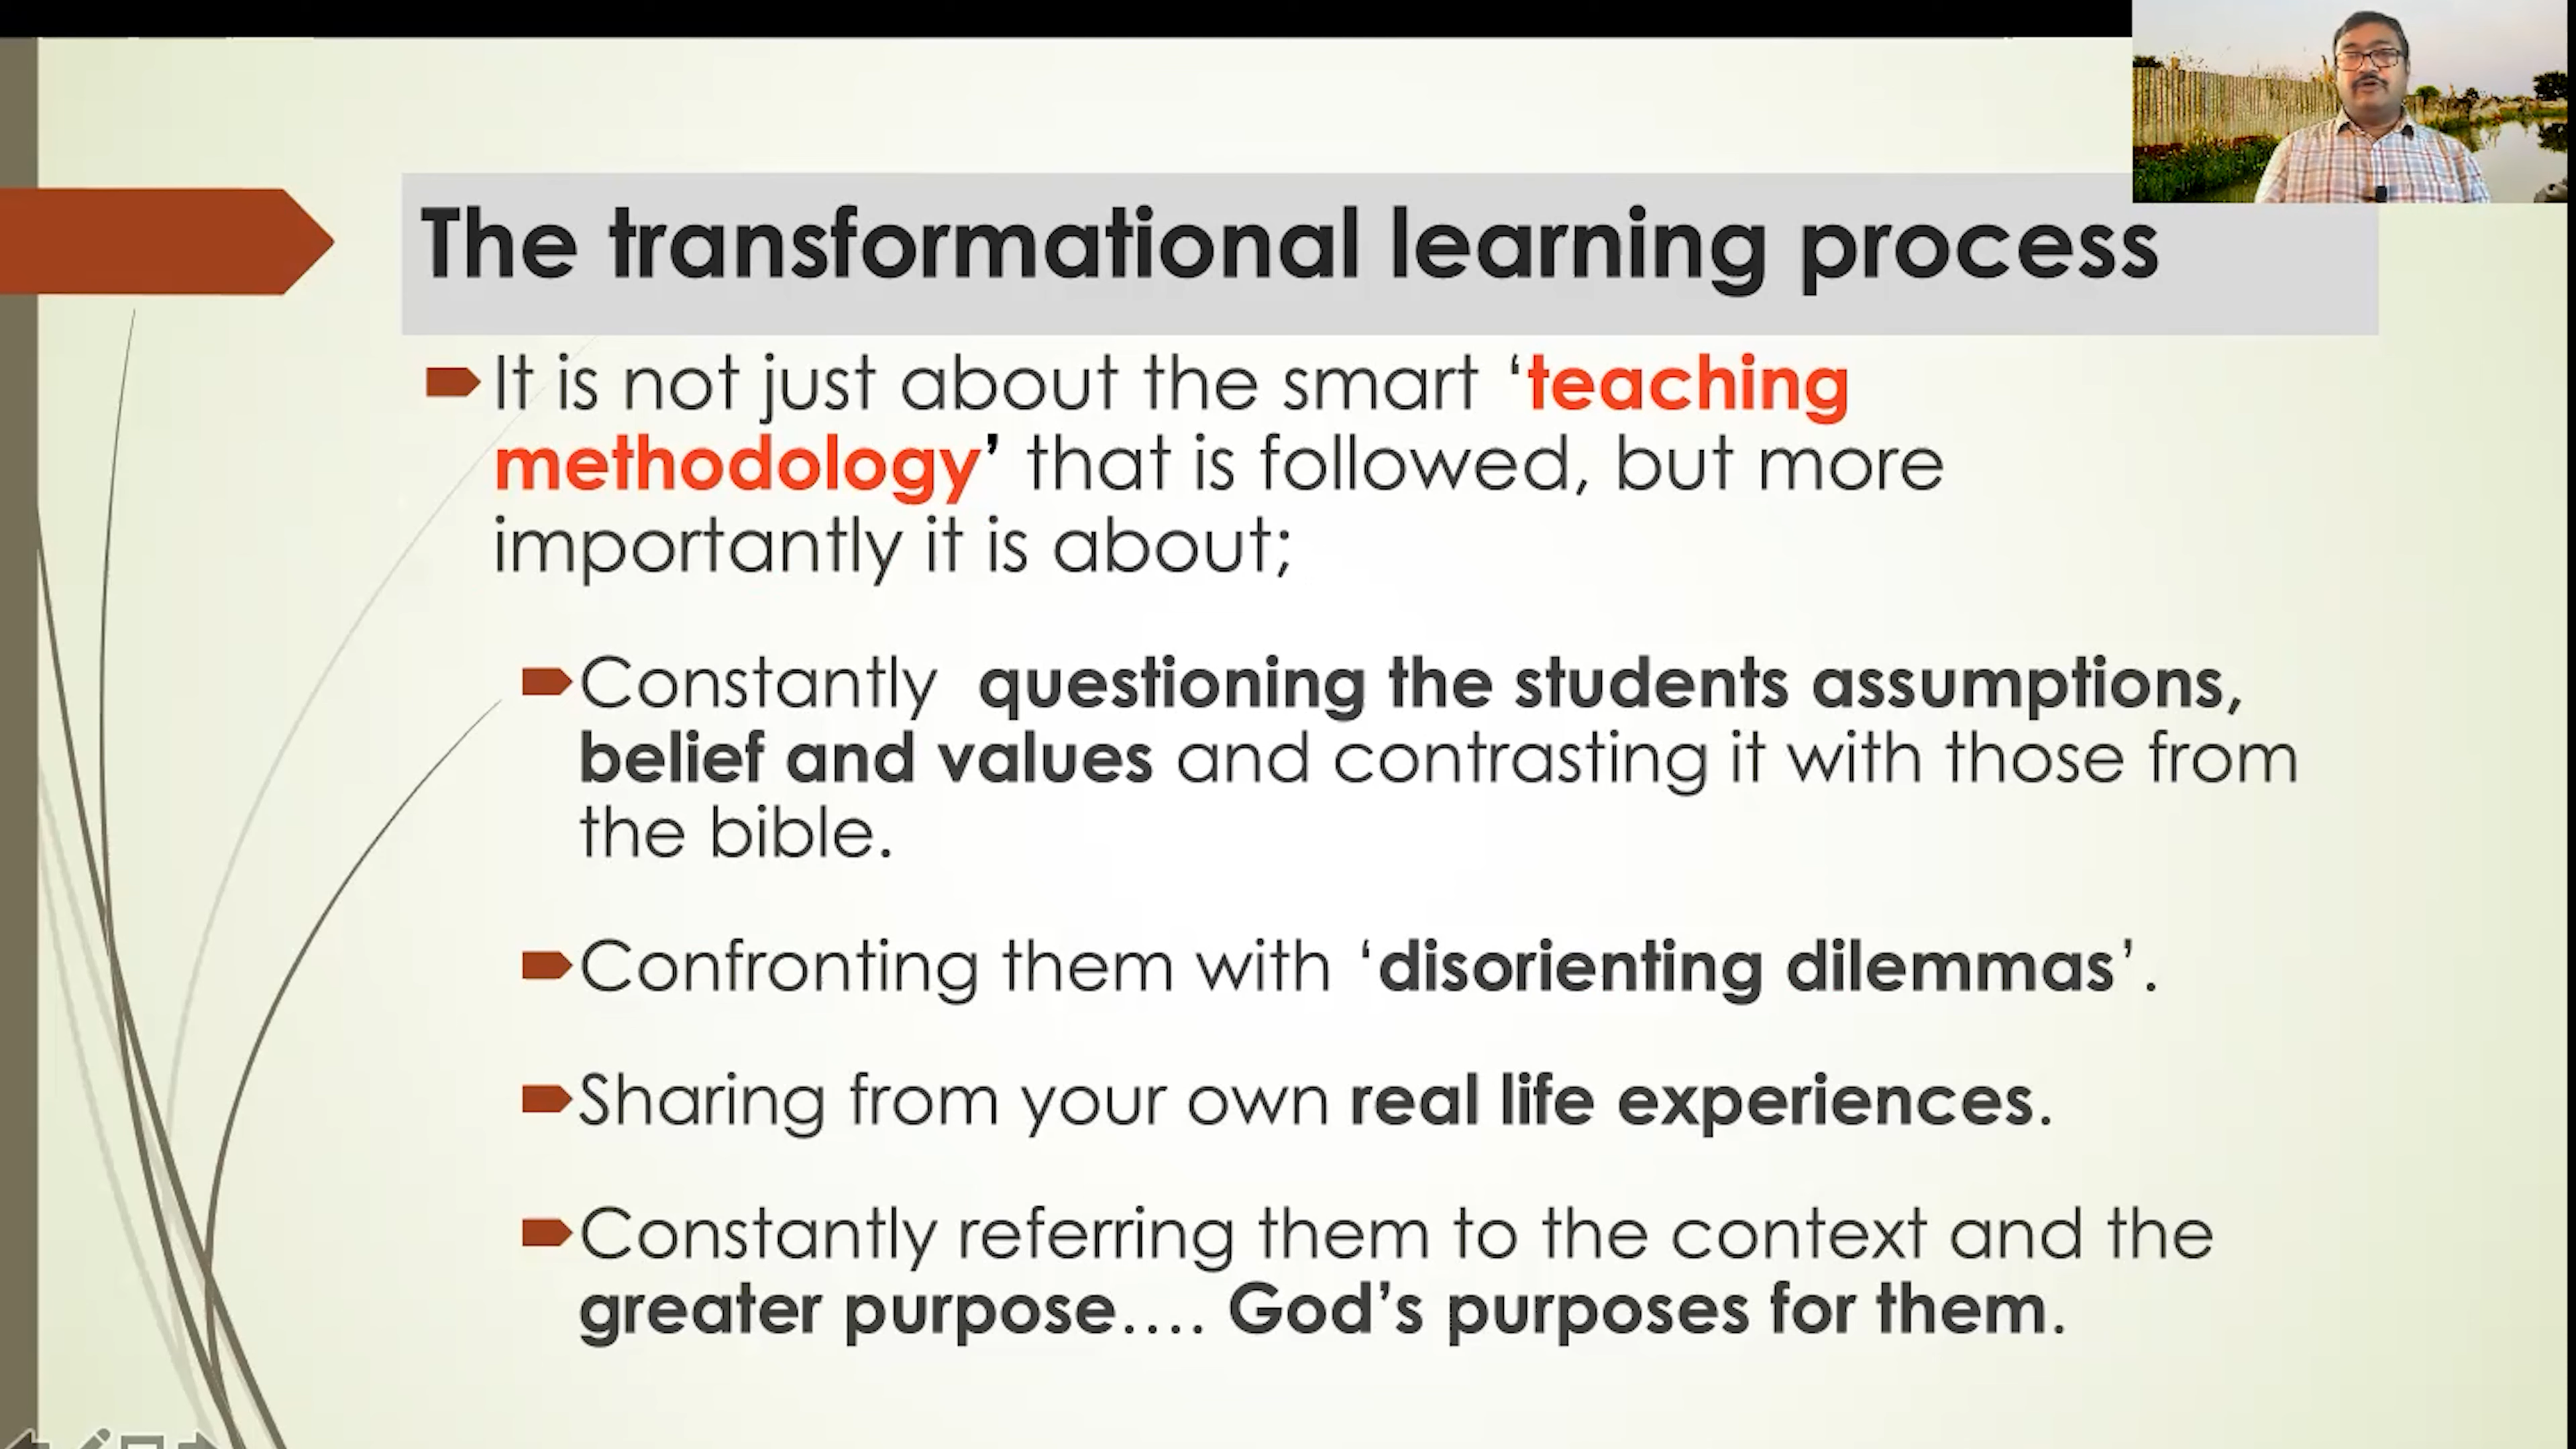 The transformational learning process
It is not just about the smart ‘teaching
methodology’ that is followed, but more
importantly it is about;
Constantly  questioning the students assumptions,
belief and values and contrasting it with those from
the bible.
Confronting them with ‘disorienting dilemmas’.
Sharing from your own real life experiences.
Constantly referring them to the context and the
greater purpose.... God’s purposes for them.